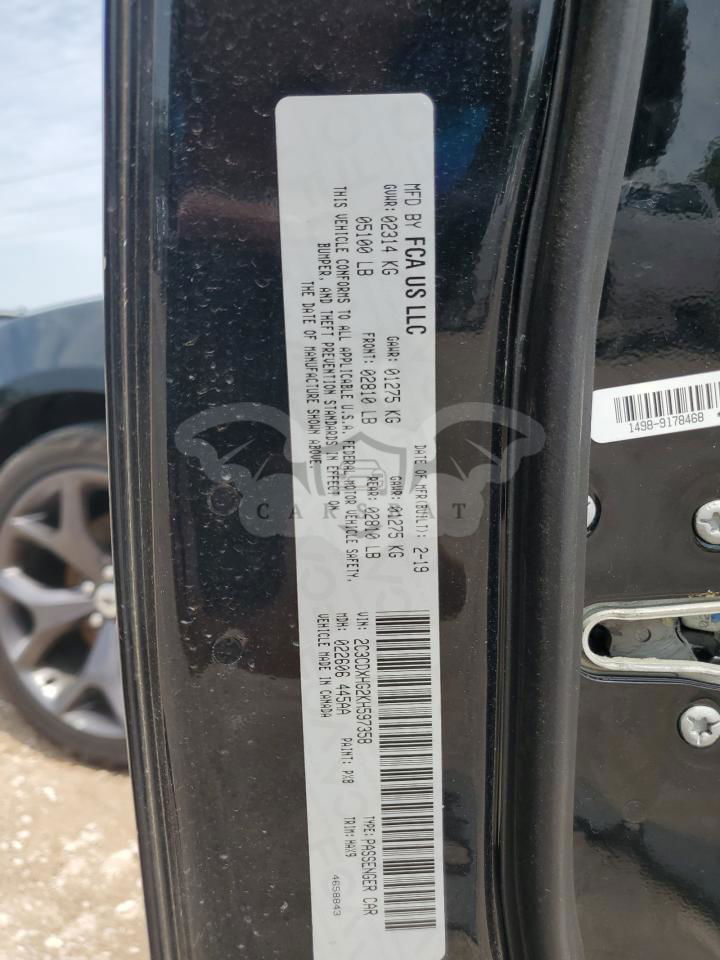 MFD BY FCA US LLC
DATE OF MFR(BUILT): 2-19
GVWR: 02314 KG
GAWR: 01275 KG
GAWR: 01275 KG
05100 LB
FRONT: 02810 LB
REAR: 02810 LB
THIS VEHICLE CONFORMS TO ALL APPLICABLE U.S.A. FEDERAL MOTOR VEHICLE SAFETY,
BUMPER, AND THEFT PREVENTION STANDARDS IN EFFECT ON
THE DATE OF MANUFACTURE SHOWN ABOVE.
VIN: 2C3CDXHG2KH597358
TYPE: PASSENGER CAR
MDH: 022606 445AA
PAINT: PX8
TRIM: HAX9
VEHICLE MADE IN CANADA
4658843
1498-9178468
CARSTAT